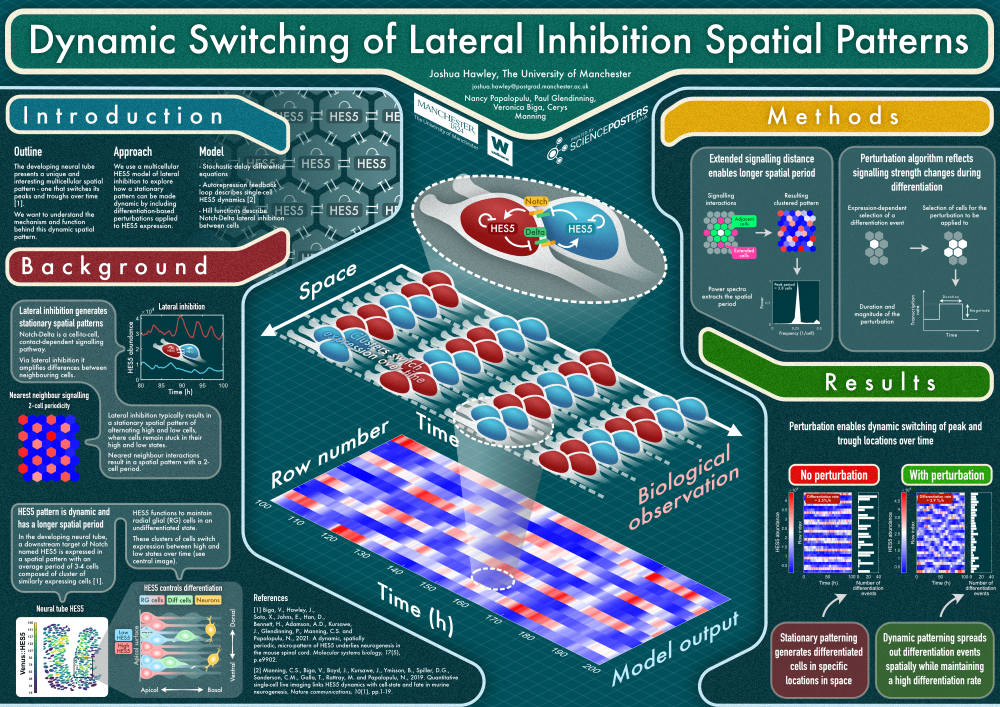 Dynamic Switching of Lateral Inhibition Spatial Patterns
Joshua Hawley, The University of Manchester
joshua.hawley@postgrad.manchester.ac.uk
Nancy Papalopulu, Paul Glendinning,
Veronica Biga, Cerys
Manning
MANCHESTER
1824
The University of Manchester
W
SCIENCEPOSTERS
Introduction
HES5
HES5
HE
HES5
HES5
HES5
HES5
HES5
Outline
The developing neural tube
presents a unique and
interesting multicellular spatial
pattern - one that switches its
peaks and troughs over time
[1].
We want to understand the
mechanism and function
behind this dynamic spatial
pattern.
Approach
We use a multicellular
HES5 model of lateral
inhibition to explore
how a stationary
pattern can be made
dynamic by including
differentiation-based
perturbations applied
to HES5 expression.
Model
- Stochastic delay differential
equations
- Autorepression feedback
loop describes single-cell
HES5 dynamics [2]
- Hill functions describe
Notch-Delta lateral inhibition
between cells
Background
Lateral inhibition generates
stationary spatial patterns
Notch-Delta is a cell-to-cell,
contact-dependent signalling
pathway.
Via lateral inhibition it
amplifies differences between
neighbouring cells.
Lateral inhibition
HES5 abundance
80 85 90 95 100
Time (h)
Nearest neighbour signalling
2-cell periodicity
Lateral inhibition typically results in
a stationary spatial pattern of
alternating high and low cells,
where cells remain stuck in their
high and low states.
Nearest neighbour interactions
result in a spatial pattern with a 2-
cell period.
HES5 pattern is dynamic and
has a longer spatial period
In the developing neural tube,
a downstream target of Notch
named HES5 is expressed in
a spatial pattern with an
average period of 3-4 cells
composed of cluster of
similarly expressing cells [1].
HES5 functions to maintain
radial glial (RG) cells in an
undifferentiated state.
These clusters of cells switch
expression between high and
low states over time (see
central image).
Neural tube HES5
Venus::HES5
HES5 controls differentiation
RG cells
Diff cells
Neurons
Low
HES5
High
HES5
Apical surface
Dorsal
Ventral
Apical
Basal
References
[1] Biga, V., Hawley, J.,
Soto, X., Johns, E., Han, D.,
Bennett, H., Adamson, A.D., Kursawe,
J., Glendinning, P., Manning, C.S. and
Papalopulu, N., 2021. A dynamic, spatially
periodic, micropattern of HES5 underlies neurogenesis in
the mouse spinal cord. Molecular systems biology, 17(5),
p.e9902.
[2] Manning, C.S., Biga, V., Boyd, J., Kursawe, J., Ymisson, B., Spiller, D.G.,
Sanderson, C.M., Galla, T., Rattray, M. and Papalopulu, N., 2019. Quantitative
single-cell live imaging links HES5 dynamics with cell-state and fate in murine
neurogenesis. Nature communications, 10(1), pp.1-19.
Notch
HES5
HES5
Delta
Space
Clusters switch
expression over time
Time
Biological
observation
Row number
100
110
120
130
140
150
160
170
180
190
200
Time (h)
Model output
Methods
Extended signalling distance
enables longer spatial period
Signalling
interactions
Resulting
clustered pattern
Adjacent
cells
Extended
cells
Power spectra
extracts the spatial
period
Peak period
= 3.9 cells
Power
Frequency (1/cell)
Perturbation algorithm reflects
signalling strength changes during
differentiation
Expression-dependent
selection of a
differentiation event
Selection of cells for the
perturbation to be
applied to
Duration and
magnitude of the
perturbation
Transcription
rate
Duration
Magnitude
Time
Results
Perturbation enables dynamic switching of peak and
trough locations over time
No perturbation
With perturbation
Differentiation rate
HES5 abundance
Row index
0 50 100
Time (h)
0 20 40
Number of
differentiation
events
Differentiation rate
HES5 abundance
Row index
0 50 100
Time (h)
0 20 40
Number of
differentiation
events
Stationary patterning
generates differentiated
cells in specific
locations in space
Dynamic patterning spreads
out differentiation events
spatially while maintaining
a high differentiation rate